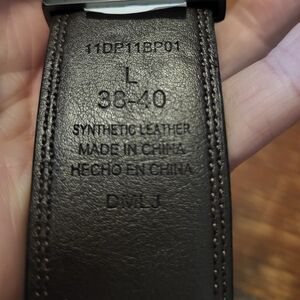 11DP11BP01
L
38-40
SYNTHETIC LEATHER
MADE IN CHINA
HECHO EN CHINA
DMLJ